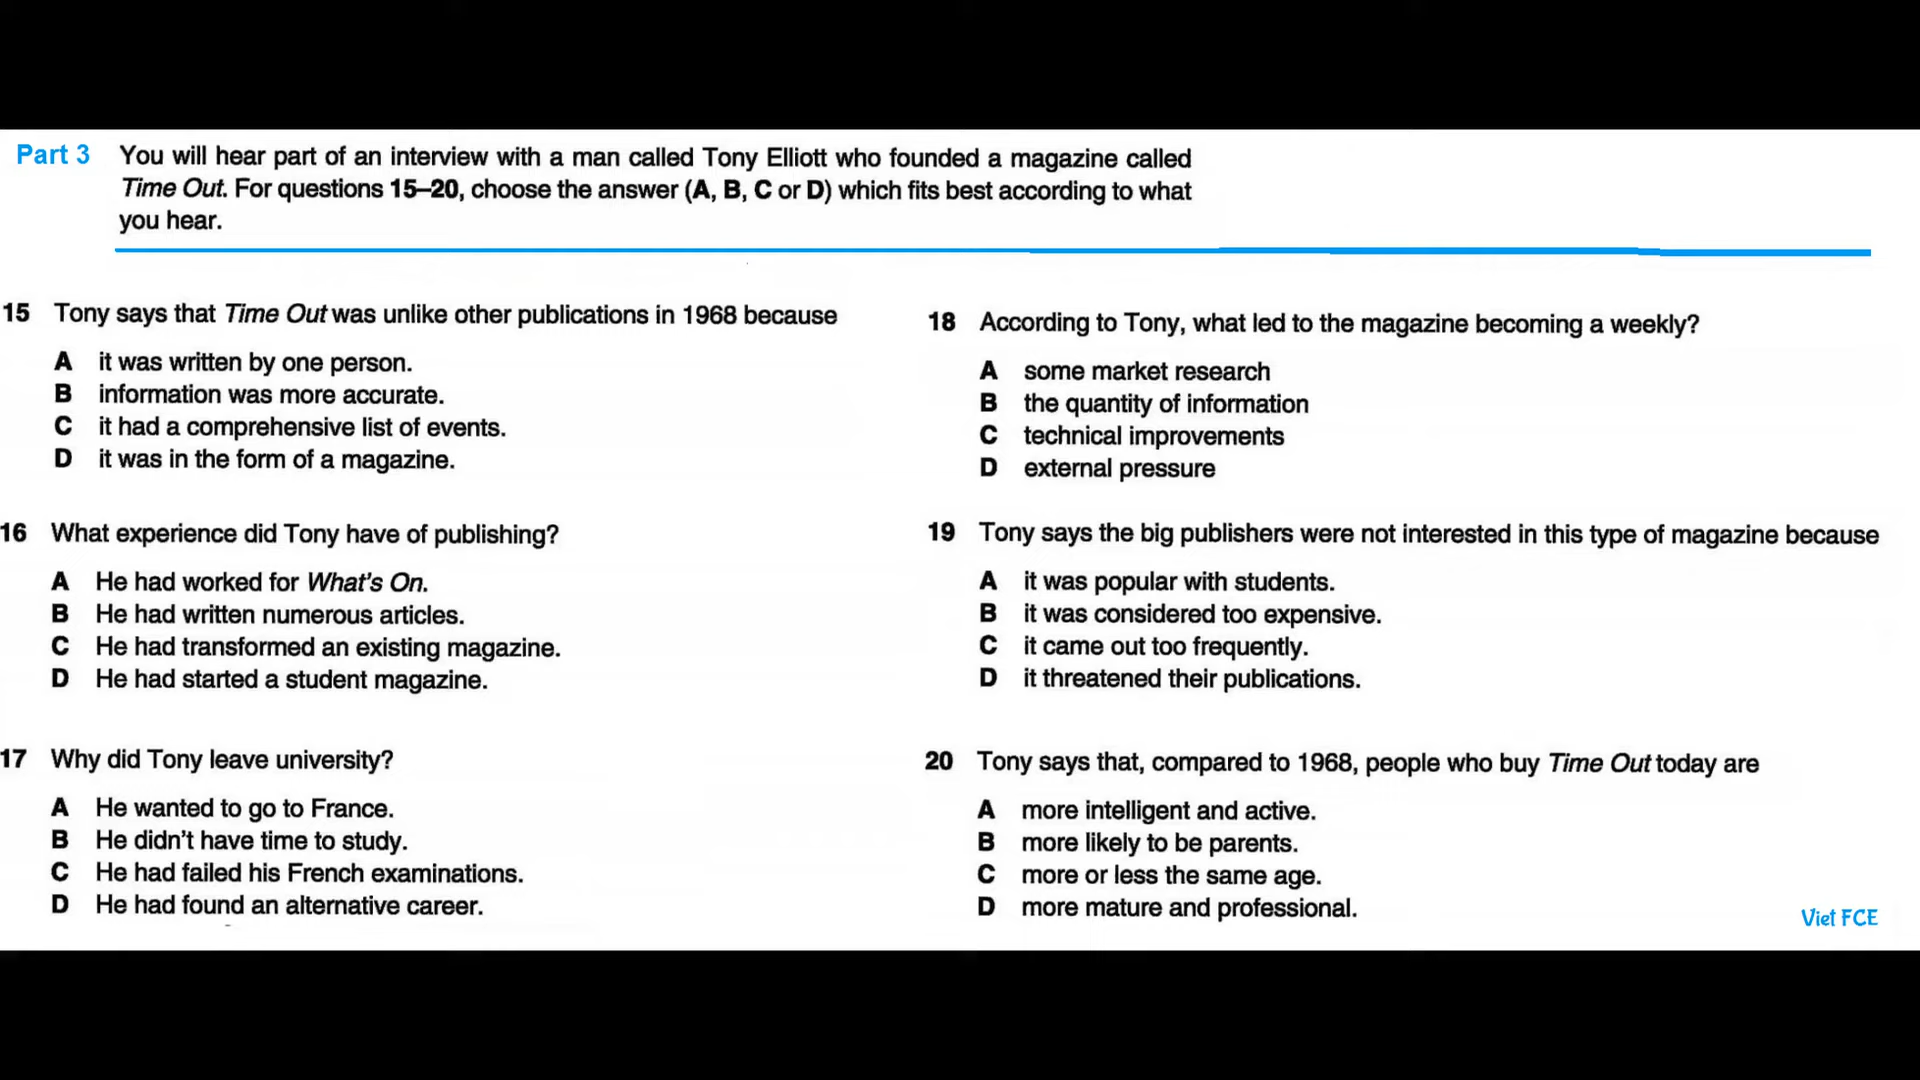 Part 3 You will hear part of an interview with a man called Tony Elliott who founded a magazine called
Time Out. For questions 15–20, choose the answer (A, B, C or D) which fits best according to what
you hear.
15 Tony says that Time Out was unlike other publications in 1968 because
A it was written by one person.
B information was more accurate.
C it had a comprehensive list of events.
D it was in the form of a magazine.
16 What experience did Tony have of publishing?
A He had worked for What's On.
B He had written numerous articles.
C He had transformed an existing magazine.
D He had started a student magazine.
17 Why did Tony leave university?
A He wanted to go to France.
B He didn't have time to study.
C He had failed his French examinations.
D He had found an alternative career.
18 According to Tony, what led to the magazine becoming a weekly?
A some market research
B the quantity of information
C technical improvements
D external pressure
19 Tony says the big publishers were not interested in this type of magazine because
A it was popular with students.
B it was considered too expensive.
C it came out too frequently.
D it threatened their publications.
20 Tony says that, compared to 1968, people who buy Time Out today are
A more intelligent and active.
B more likely to be parents.
C more or less the same age.
D more mature and professional.
Viet FCE